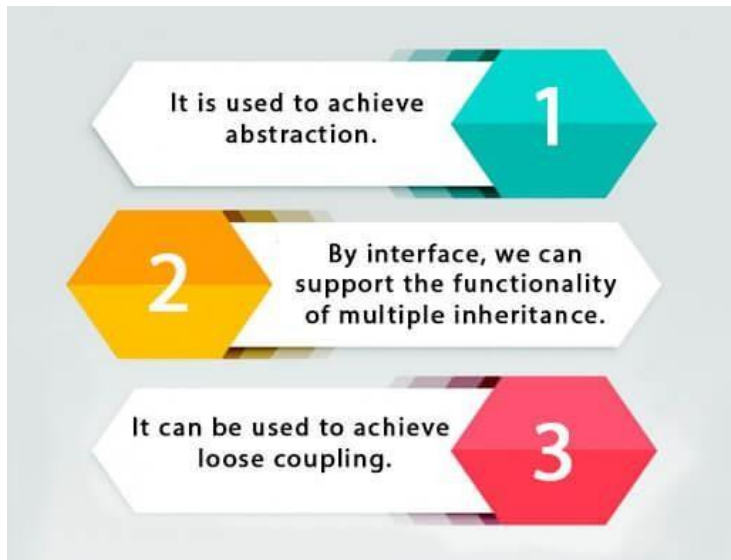 It is used to achieve
abstraction.
1
2
By interface, we can
support the functionality
of multiple inheritance.
It can be used to achieve
loose coupling.
3